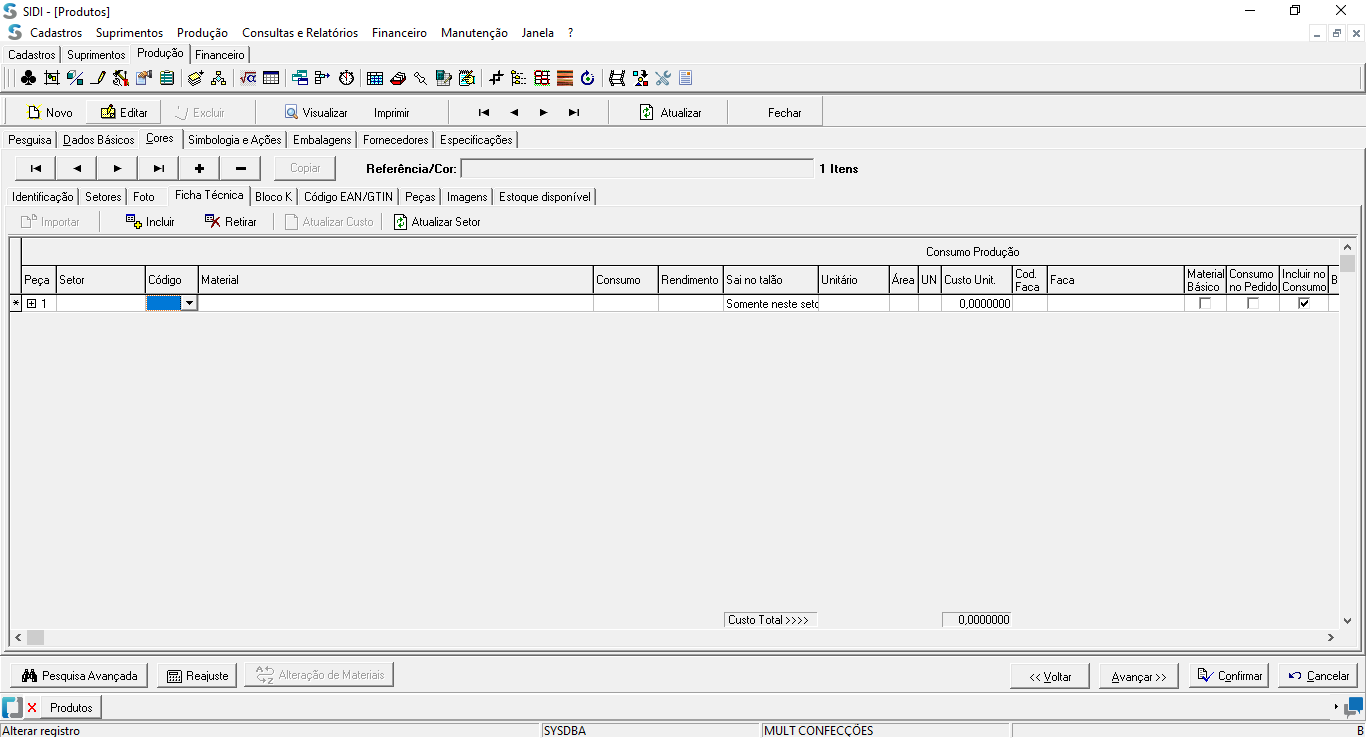 SIDI - [Produtos]
Cadastros Suprimentos Produção Consultas e Relatórios Financeiro Manutenção Janela ?
Cadastros Suprimentos Produção Financeiro
Novo Editar Excluir Visualizar Imprimir Atualizar Fechar
Pesquisa Dados Básicos Cores Simbologia e Ações Embalagens Fornecedores Especificações
Copiar Referência/Cor: 1 Itens
Identificação Setores Foto Ficha Técnica Bloco K Código EAN/GTIN Peças Imagens Estoque disponível
Importar Incluir Retirar Atualizar Custo Atualizar Setor
Consumo Produção
Peça Setor Código Material Consumo Rendimento Sai no talão Unitário Área UN Custo Unit. Cod. Faca Faca Material Básico Consumo no Pedido Incluir no Consumo B
* 1 Somente neste seto 0,0000000
Custo Total >>>> 0,0000000
Pesquisa Avançada Reajuste Alteração de Materiais << Voltar Avançar >> Confirmar Cancelar
Produtos
Alterar registro SYSDBA MULT CONFECÇÕES B